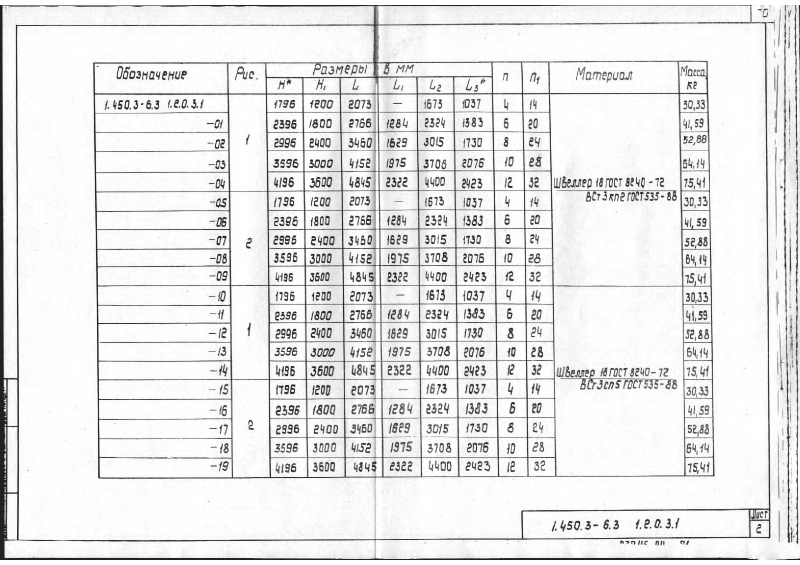 Обозначение Рис. Размеры в мм n n₁ Материал Масса, кг
H* H₁ L L₁ L₂ L₃*
1.450.3-6.3 1.2.0.3.1 1 1796 1200 2073 — 1673 1037 4 14 30,33
-01 2396 1800 2766 1284 2324 1383 6 20 41,59
-02 2996 2400 3460 1629 3015 1730 8 24 52,88
-03 3596 3000 4152 1975 3708 2076 10 28 64,14
-04 4196 3600 4845 2322 4400 2423 12 32 Швеллер 18 ГОСТ 8240-72 75,41
-05 2 1796 1200 2073 — 1673 1037 4 14 ВСт3кп2 ГОСТ 535-88 30,33
-06 2396 1800 2766 1284 2324 1383 6 20 41,59
-07 2996 2400 3460 1629 3015 1730 8 24 52,88
-08 3596 3000 4152 1975 3708 2076 10 28 64,14
-09 4196 3600 4845 2322 4400 2423 12 32 75,41
-10 1 1796 1200 2073 — 1673 1037 4 14 30,33
-11 2396 1800 2766 1284 2324 1383 6 20 41,59
-12 2996 2400 3460 1629 3015 1730 8 24 52,88
-13 3596 3000 4152 1975 3708 2076 10 28 64,14
-14 4196 3600 4845 2322 4400 2423 12 32 Швеллер 18 ГОСТ 8240-72 75,41
-15 2 1796 1200 2073 — 1673 1037 4 14 ВСт3сп5 ГОСТ 535-88 30,33
-16 2396 1800 2766 1284 2324 1383 6 20 41,59
-17 2996 2400 3460 1629 3015 1730 8 24 52,88
-18 3596 3000 4152 1975 3708 2076 10 28 64,14
-19 4196 3600 4845 2322 4400 2423 12 32 75,41
1.450.3-6.3 1.2.0.3.1
Лист
2